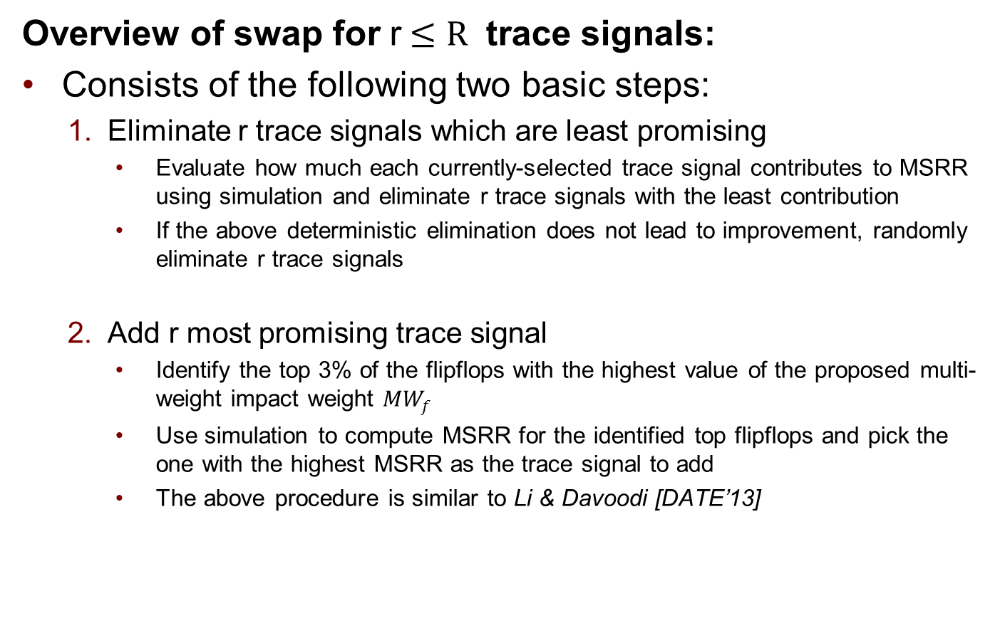 Overview of swap for r ≤ R trace signals:
• Consists of the following two basic steps:
1. Eliminate r trace signals which are least promising
• Evaluate how much each currently-selected trace signal contributes to MSRR
using simulation and eliminate r trace signals with the least contribution
• If the above deterministic elimination does not lead to improvement, randomly
eliminate r trace signals
2. Add r most promising trace signal
• Identify the top 3% of the flipflops with the highest value of the proposed multi-
weight impact weight MW_f
• Use simulation to compute MSRR for the identified top flipflops and pick the
one with the highest MSRR as the trace signal to add
• The above procedure is similar to Li & Davoodi [DATE’13]